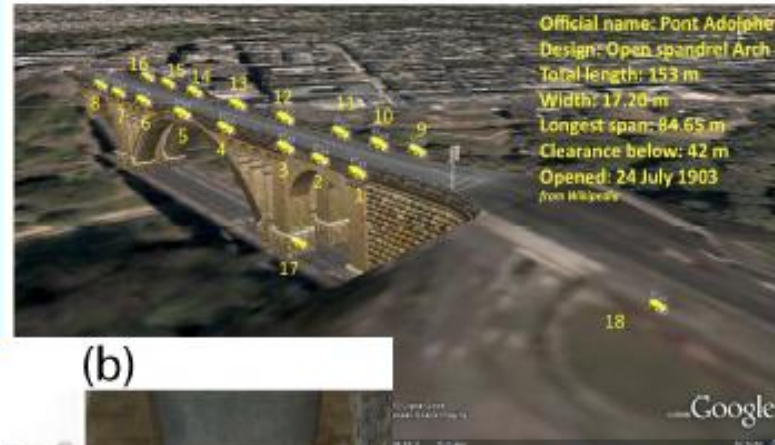 Official name: Pont Adolphe
Design: Open spandrel Arch
Total length: 153 m
Width: 17.20 m
Longest span: 84.65 m
Clearance below: 42 m
Opened: 24 July 1903
from Wikipedia
16
15
14
13
12
11
10
9
8
7
6
5
4
3
2
1
17
18
(b)
Google